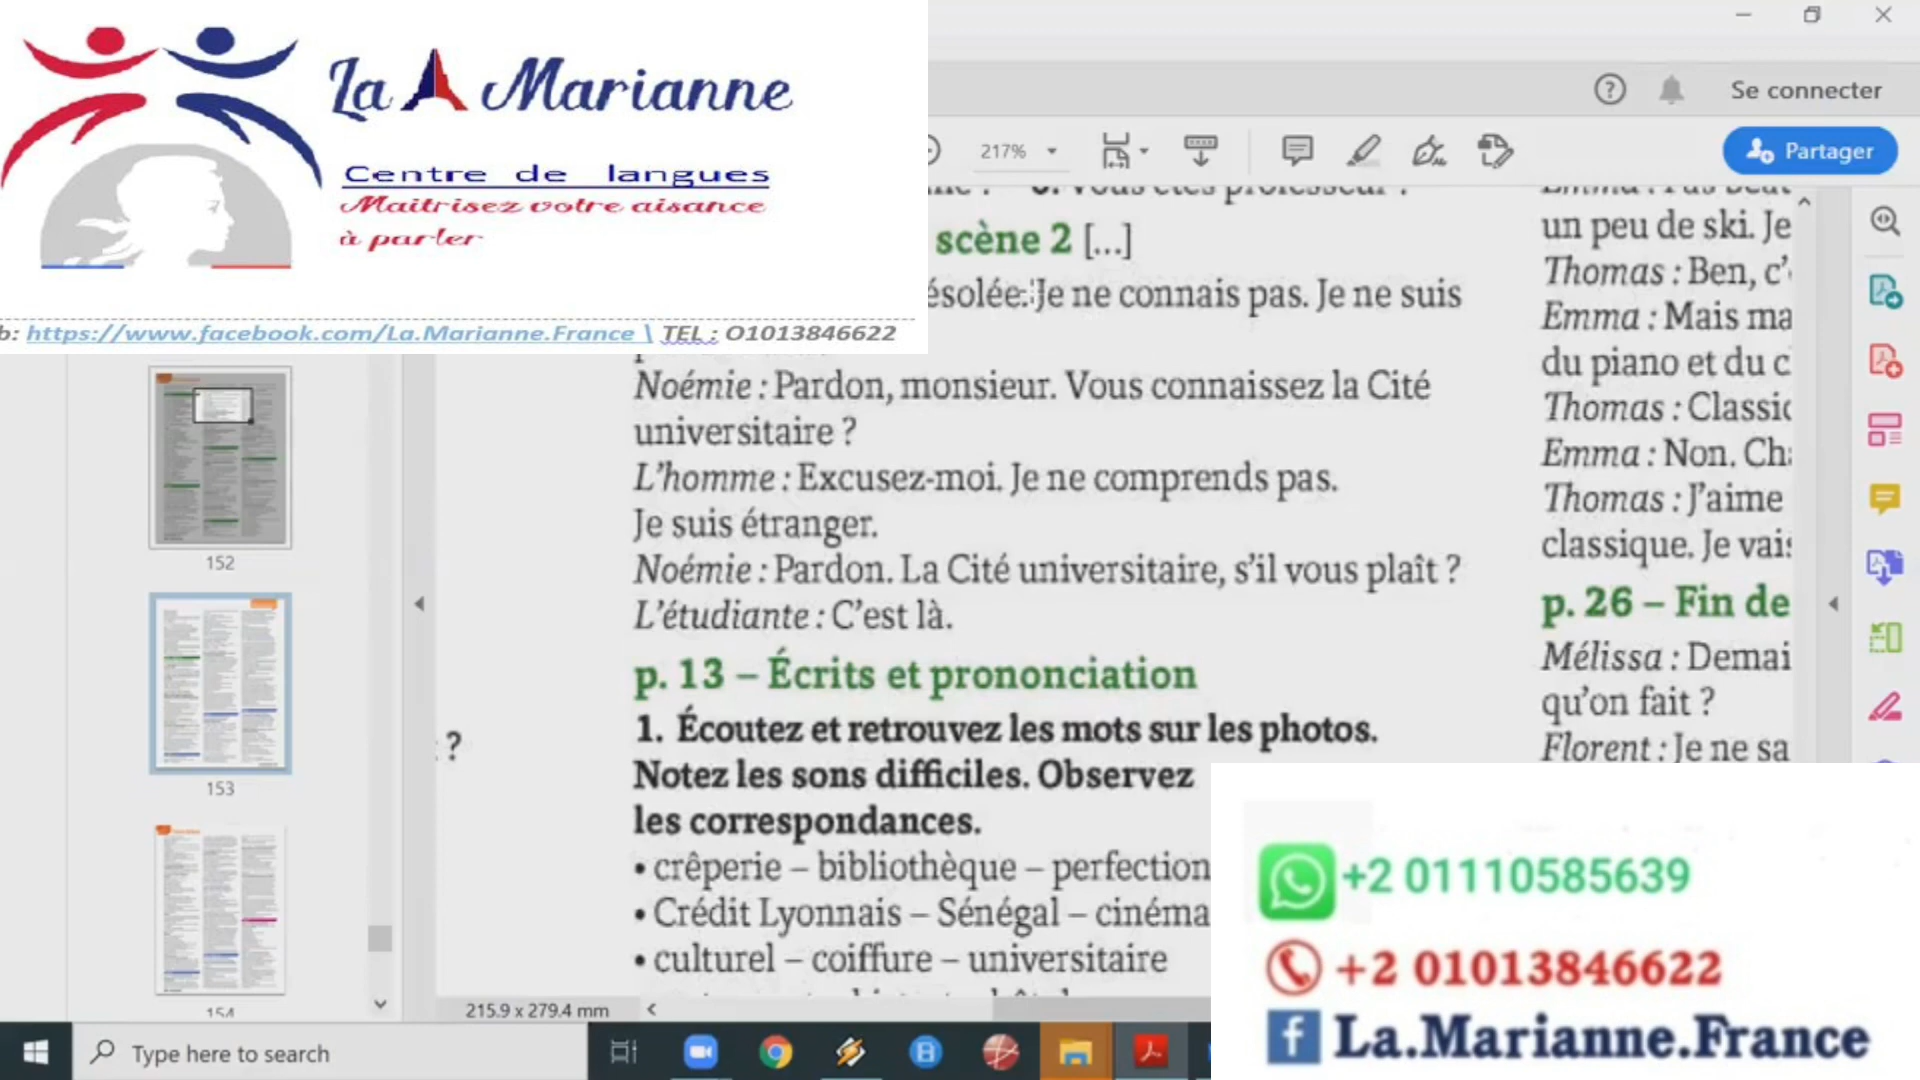 La Marianne
Centre de langues
Maitrisez votre aisance
à parler
b: https://www.facebook.com/La.Marianne.France \ TEL : O1013846622
Se connecter
217%
Partager
Vous êtes professeur ?
scène 2 [...]
ésolée. Je ne connais pas. Je ne suis
Noémie : Pardon, monsieur. Vous connaissez la Cité
universitaire ?
L'homme : Excusez-moi. Je ne comprends pas.
Je suis étranger.
Noémie : Pardon. La Cité universitaire, s'il vous plaît ?
L'étudiante : C'est là.
p. 13 – Écrits et prononciation
1. Écoutez et retrouvez les mots sur les photos.
Notez les sons difficiles. Observez
les correspondances.
• crêperie – bibliothèque – perfection
• Crédit Lyonnais – Sénégal – cinéma
• culturel – coiffure – universitaire
: ?
un peu de ski. Je
Thomas : Ben, c'
Emma : Mais ma
du piano et du c
Thomas : Classic
Emma : Non. Cha
Thomas : J'aime
classique. Je vais
p. 26 – Fin de
Mélissa : Demai
qu'on fait ?
Florent : Je ne sa
152
153
154
215.9 x 279.4 mm
Type here to search
+2 01110585639
+2 01013846622
La.Marianne.France